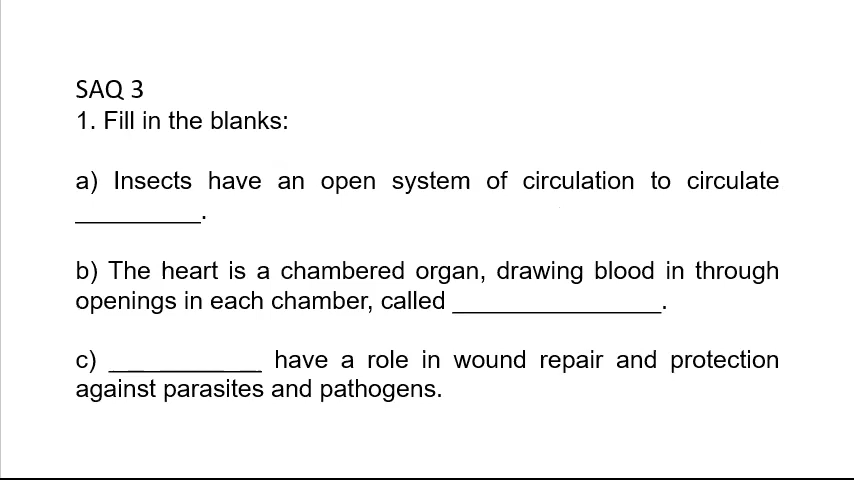 SAQ 3
1. Fill in the blanks:
a) Insects have an open system of circulation to circulate
_________.
b) The heart is a chambered organ, drawing blood in through
openings in each chamber, called _______________.
c) ___________ have a role in wound repair and protection
against parasites and pathogens.